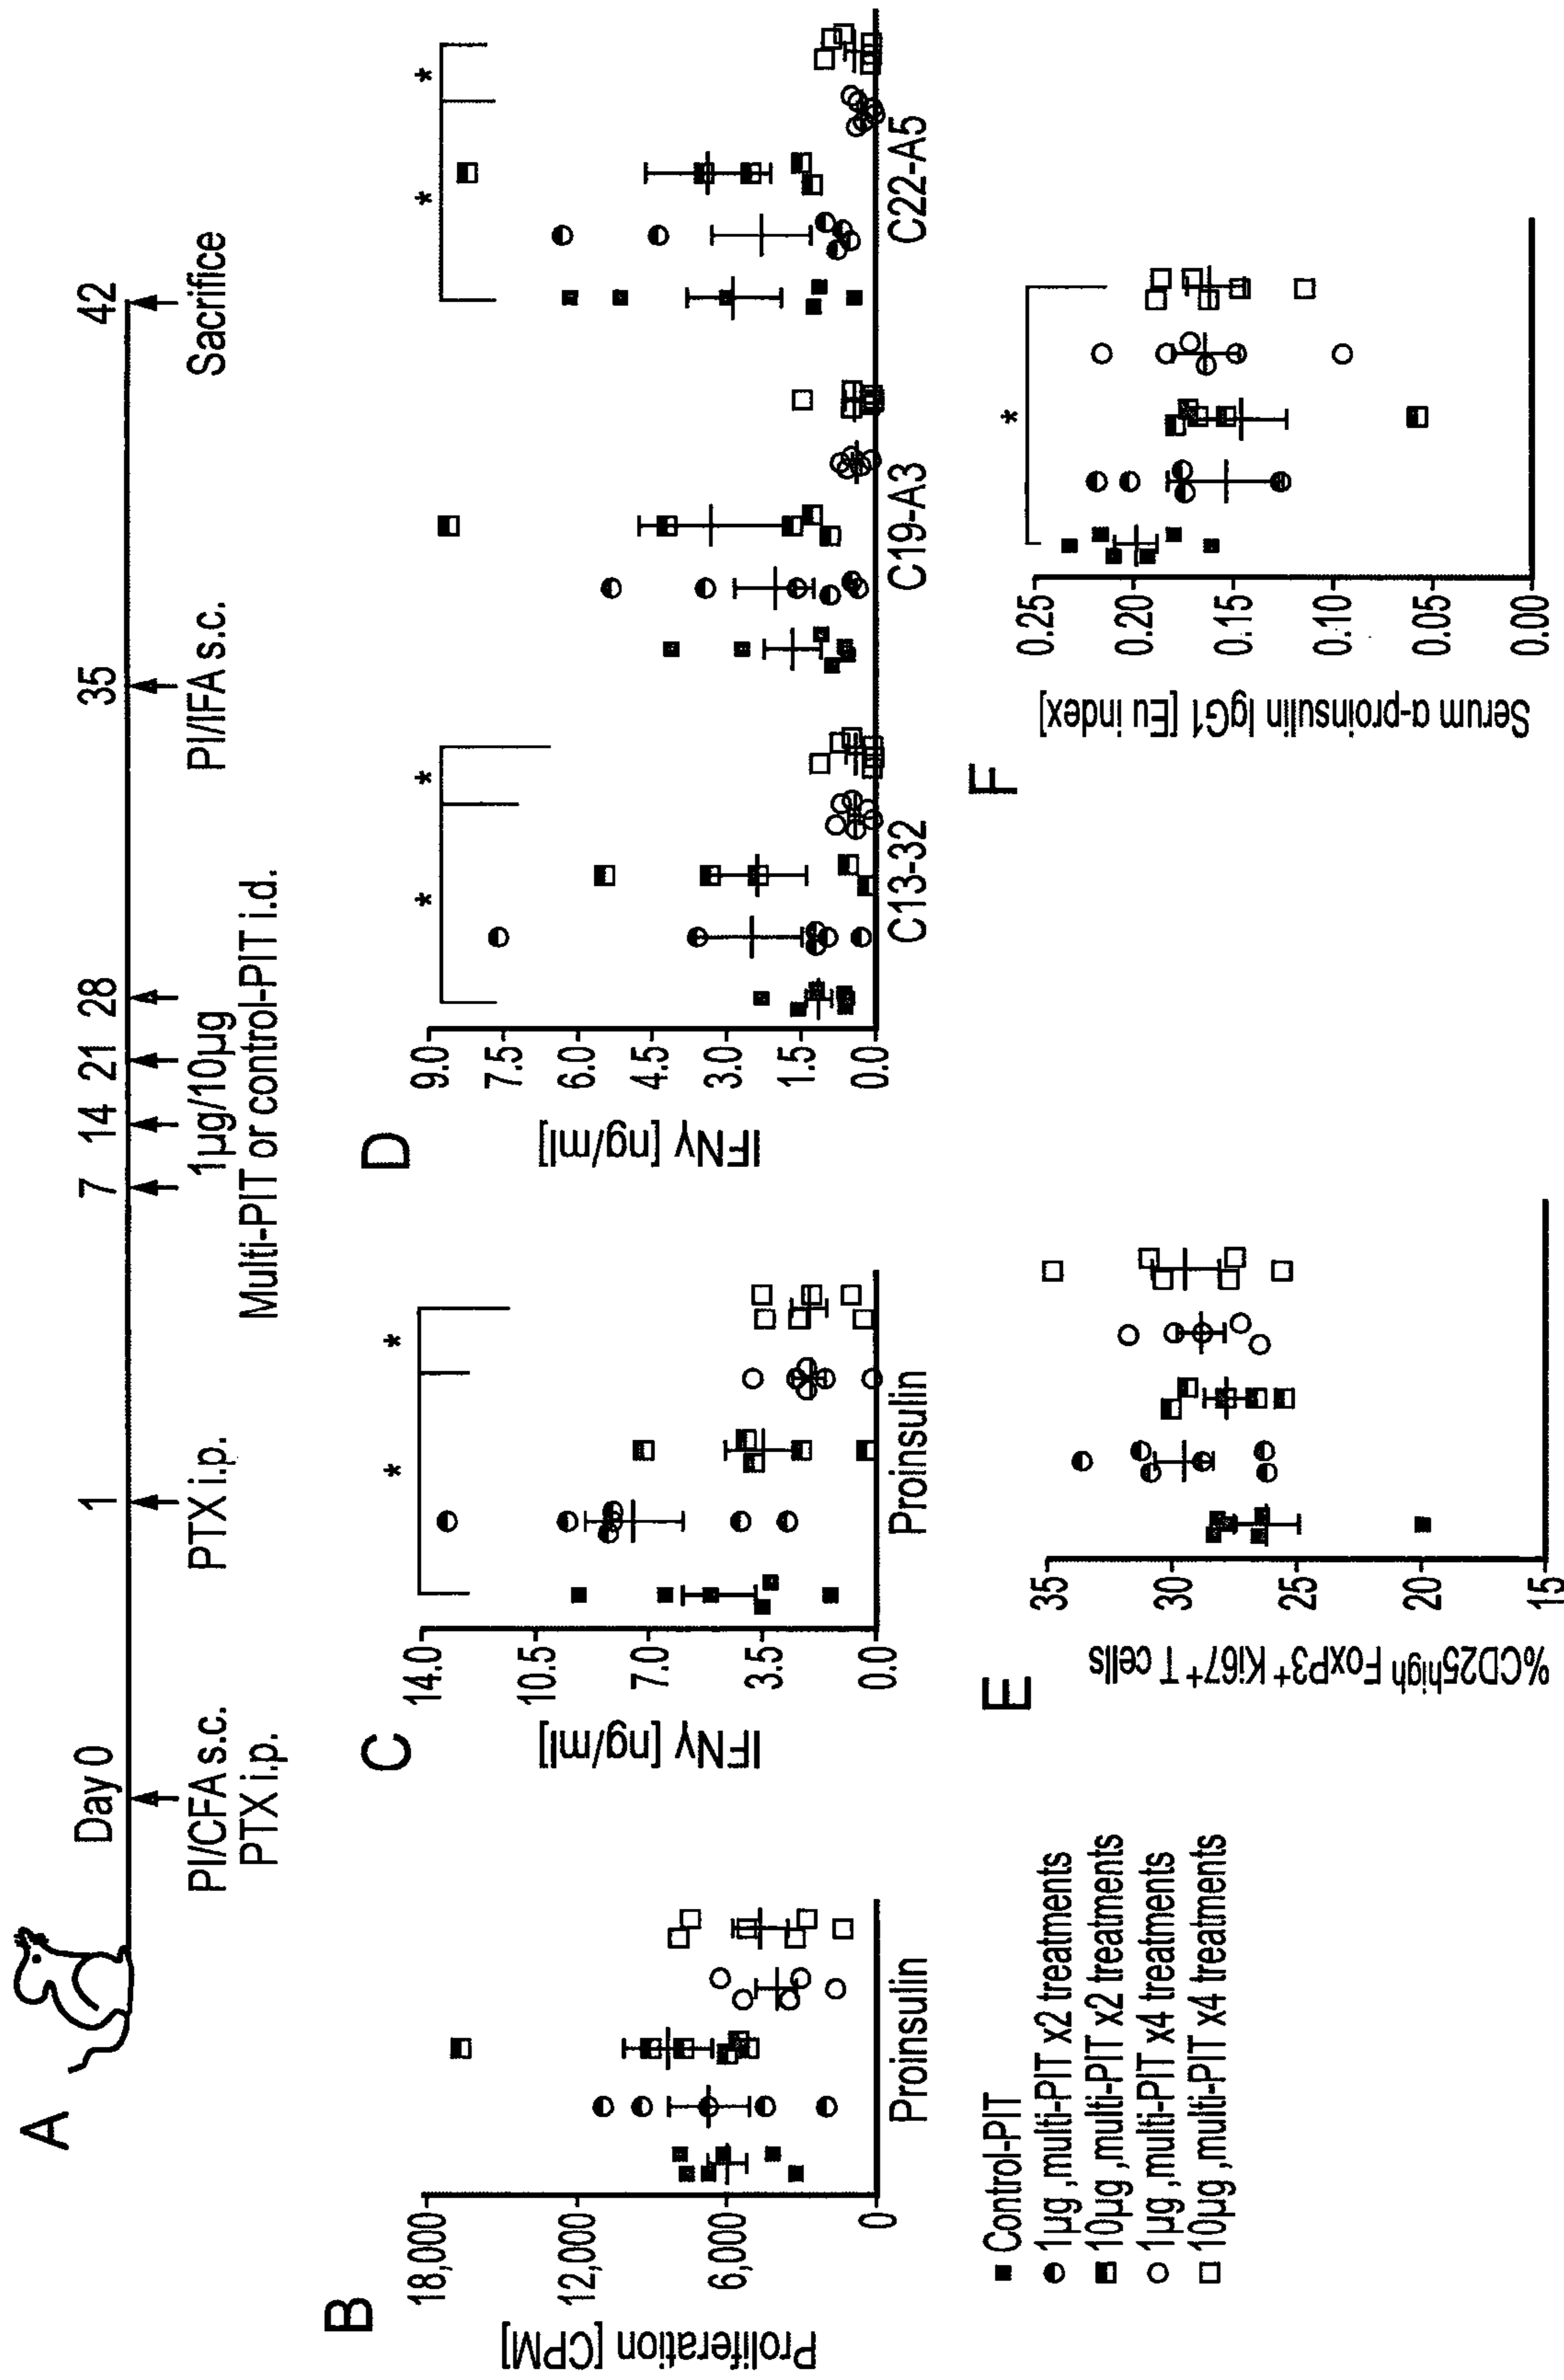 A
Day 0
1
7
14
21
28
35
42
PI/CFA s.c.
PTX i.p.
PTX i.p.
1µg/10µg
Multi-PIT or control-PIT i.d.
PI/IFA s.c.
Sacrifice
B
Proliferation [CPM]
18,000
12,000
6,000
0
Proinsulin
C
IFNγ [ng/ml]
14.0
10.5
7.0
3.5
0.0
*
*
Proinsulin
D
IFNγ [ng/ml]
9.0
7.5
6.0
4.5
3.0
1.5
0.0
*
*
*
*
C13-32
C19-A3
C22-A5
Control-PIT
1µg ,multi-PIT x2 treatments
10µg ,multi-PIT x2 treatments
1µg ,multi-PIT x4 treatments
10µg ,multi-PIT x4 treatments
E
%CD25high FoxP3+ Ki67+ T cells
35
30
25
20
15
F
Serum α-proinsulin IgG1 [Eu index]
0.25
0.20
0.15
0.10
0.05
0.00
*